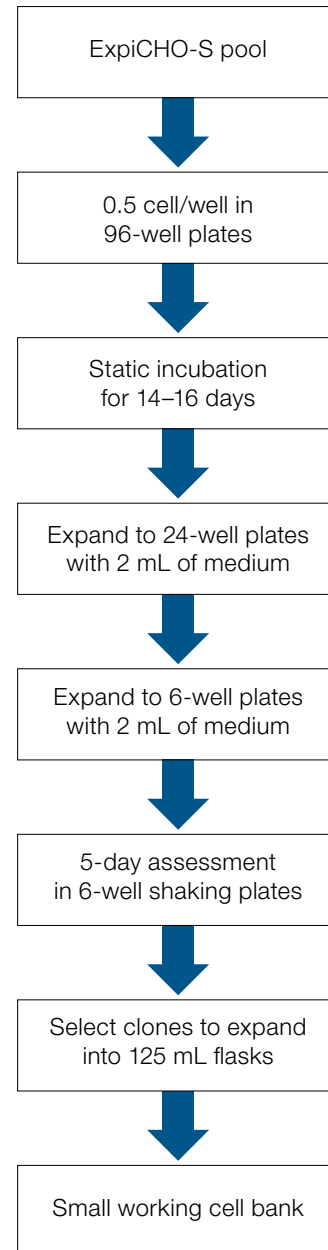 ExpiCHO-S pool
0.5 cell/well in
96-well plates
Static incubation
for 14–16 days
Expand to 24-well plates
with 2 mL of medium
Expand to 6-well plates
with 2 mL of medium
5-day assessment
in 6-well shaking plates
Select clones to expand
into 125 mL flasks
Small working cell bank